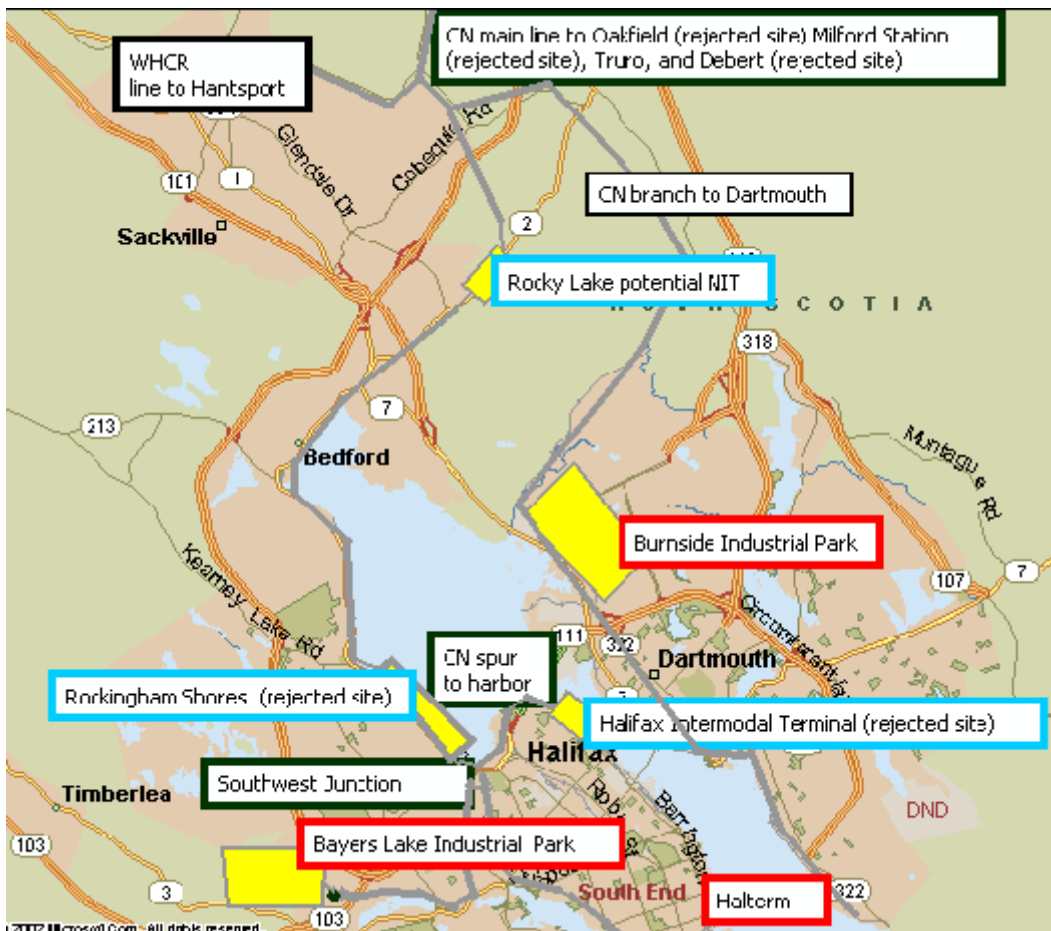 CN main line to Oakfield (rejected site) Milford Station
(rejected site), Truro, and Debert (rejected site)
WHCR
line to Hantsport
Glendale Dr
Cobequid Rd
101
1
CN branch to Dartmouth
2
Sackville
Rocky Lake potential NIT
SCOTIA
318
7
213
Bedford
Montague Rd
Burnside Industrial Park
Kearney Lake Rd
107
7
111
322
CN spur
to harbor
Dartmouth
Rockingham Shores (rejected site)
Halifax Intermodal Terminal (rejected site)
Halifax
Southwest Junction
Timberlea
Barrington
DND
103
Bayers Lake Industrial Park
3
South End
Halterm
322
103